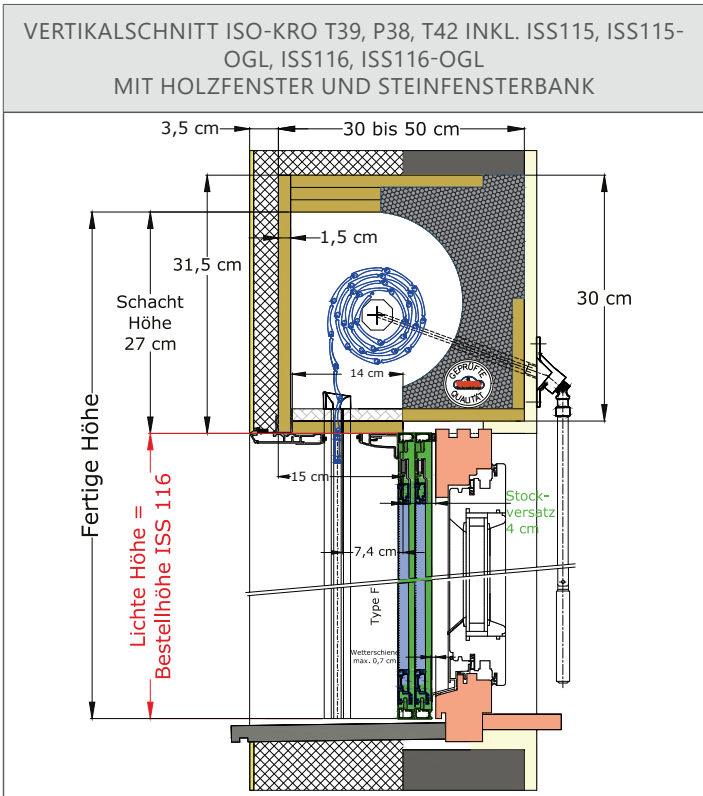 VERTIKALSCHNITT ISO-KRO T39, P38, T42 INKL. ISS115, ISS115-
OGL, ISS116, ISS116-OGL
MIT HOLZFENSTER UND STEINFENSTERBANK
3,5 cm
30 bis 50 cm
1,5 cm
31,5 cm
Schacht
Höhe
27 cm
30 cm
14 cm
GEPRÜFTE
QUALITÄT
15 cm
Fertige Höhe
Lichte Höhe =
Bestellhöhe ISS 116
Stock-
versatz
4 cm
7,4 cm
Type F
Wetterschiene
max. 0,7 cm